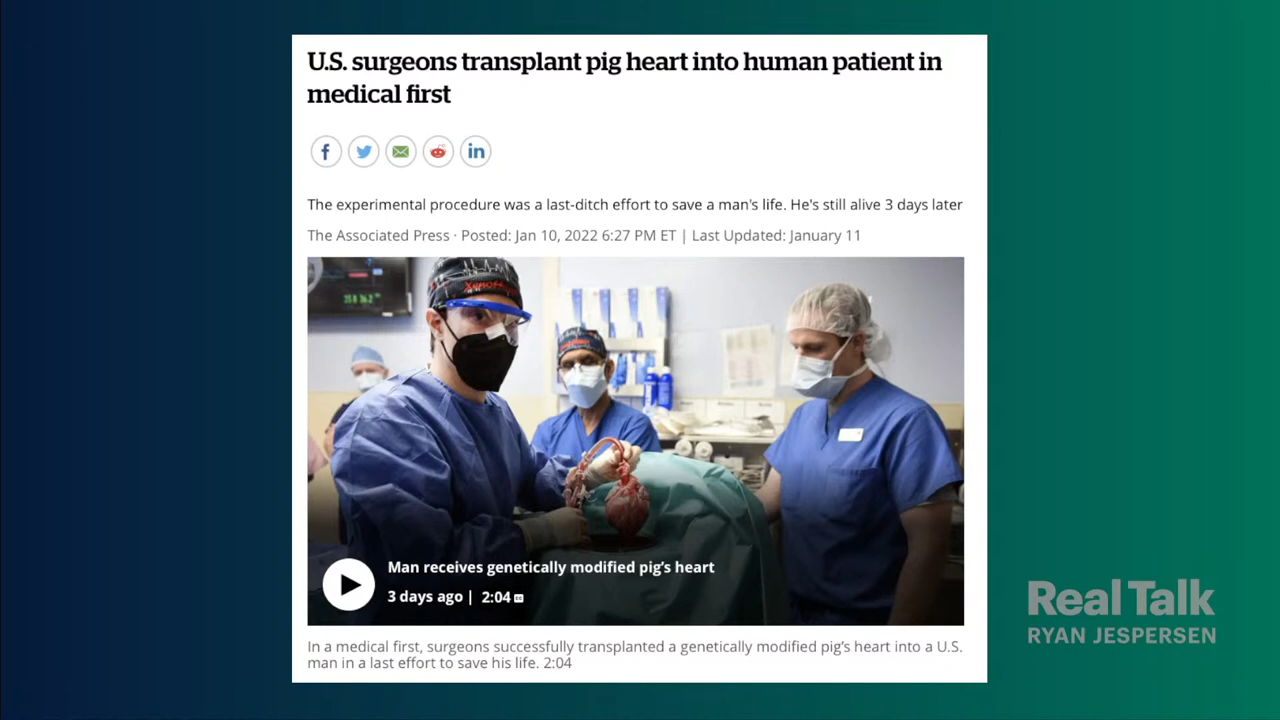 U.S. surgeons transplant pig heart into human patient in
medical first
The experimental procedure was a last-ditch effort to save a man's life. He's still alive 3 days later
The Associated Press · Posted: Jan 10, 2022 6:27 PM ET | Last Updated: January 11
Man receives genetically modified pig's heart
3 days ago | 2:04
In a medical first, surgeons successfully transplanted a genetically modified pig's heart into a U.S.
man in a last effort to save his life. 2:04
Real Talk
RYAN JESPERSEN